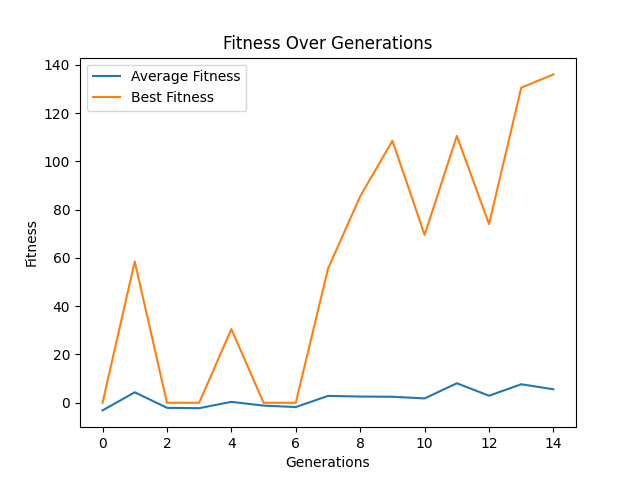 Fitness Over Generations
Average Fitness
Best Fitness
140
120
100
80
60
40
20
0
Fitness
0 2 4 6 8 10 12 14
Generations